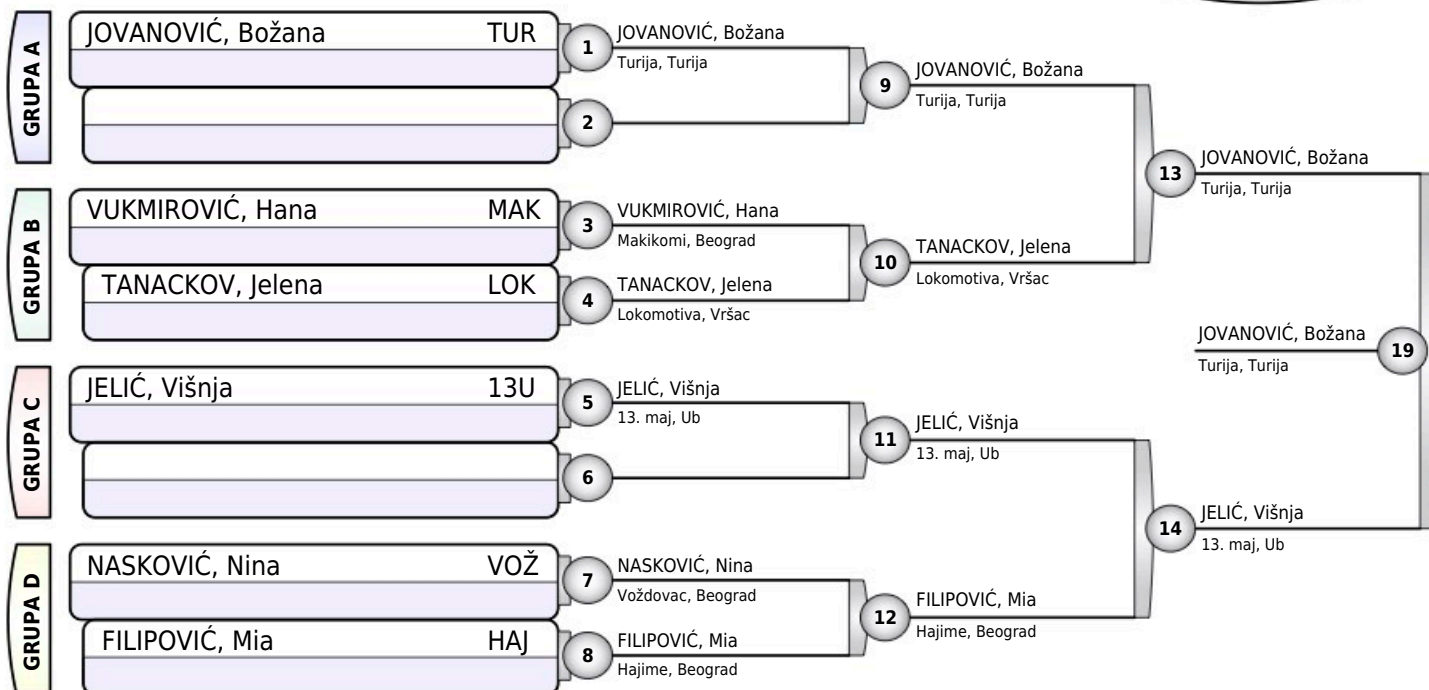 GRUPA A
JOVANOVIĆ, Božana TUR
1
JOVANOVIĆ, Božana
Turija, Turija
2
9
JOVANOVIĆ, Božana
Turija, Turija
GRUPA B
VUKMIROVIĆ, Hana MAK
TANACKOV, Jelena LOK
3
VUKMIROVIĆ, Hana
Makikomi, Beograd
4
TANACKOV, Jelena
Lokomotiva, Vršac
10
TANACKOV, Jelena
Lokomotiva, Vršac
13
JOVANOVIĆ, Božana
Turija, Turija
GRUPA C
JELIĆ, Višnja 13U
5
JELIĆ, Višnja
13. maj, Ub
6
11
JELIĆ, Višnja
13. maj, Ub
GRUPA D
NASKOVIĆ, Nina VOŽ
FILIPOVIĆ, Mia HAJ
7
NASKOVIĆ, Nina
Voždovac, Beograd
8
FILIPOVIĆ, Mia
Hajime, Beograd
12
FILIPOVIĆ, Mia
Hajime, Beograd
14
JELIĆ, Višnja
13. maj, Ub
JOVANOVIĆ, Božana
Turija, Turija
19